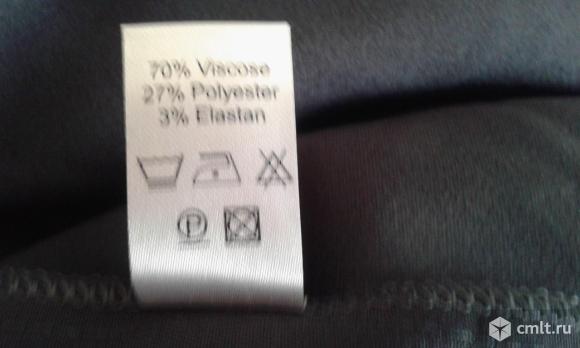 70% Viscose
27% Polyester
3% Elastan
P
cmlt.ru